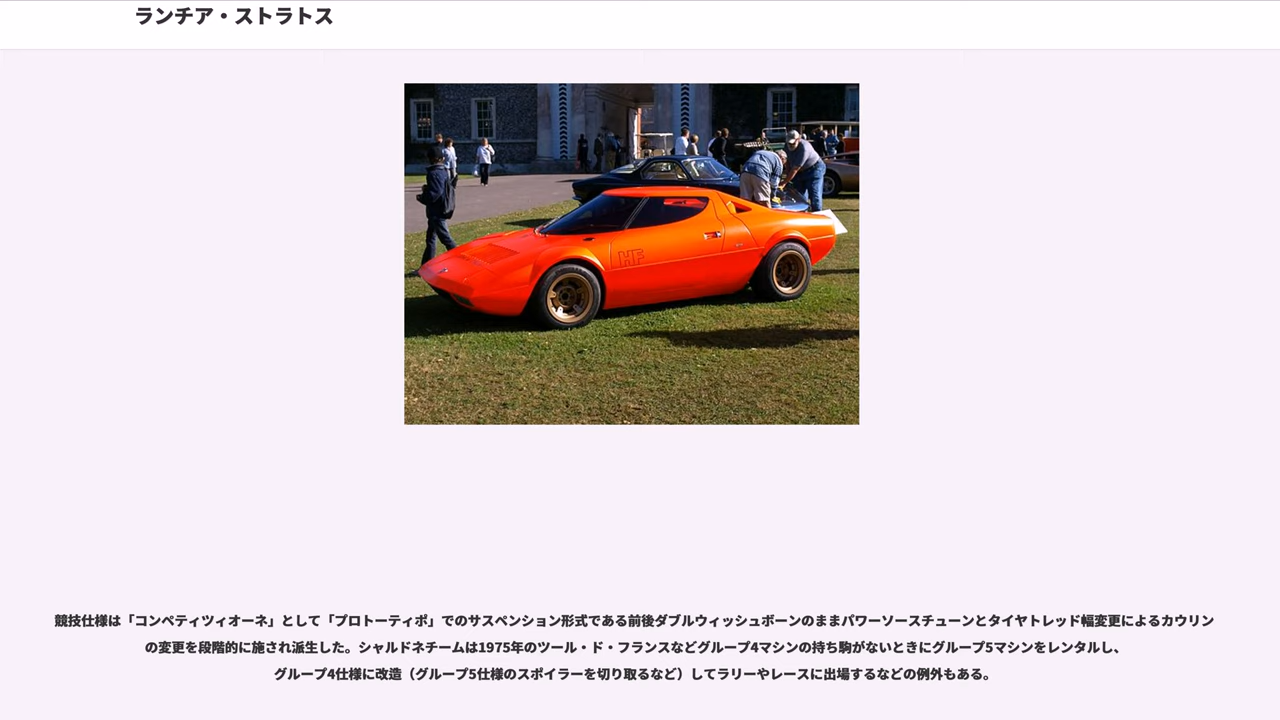 ランチア・ストラトス
HF
競技仕様は「コンペティツィオーネ」として「プロトーティポ」でのサスペンション形式である前後ダブルウィッシュボーンのままパワーソースチューンとタイヤトレッド幅変更によるカウリン
の変更を段階的に施され派生した。シャルドネチームは1975年のツール・ド・フランスなどグループ4マシンの持ち駒がないときにグループ5マシンをレンタルし、
グループ4仕様に改造（グループ5仕様のスポイラーを切り取るなど）してラリーやレースに出場するなどの例外もある。